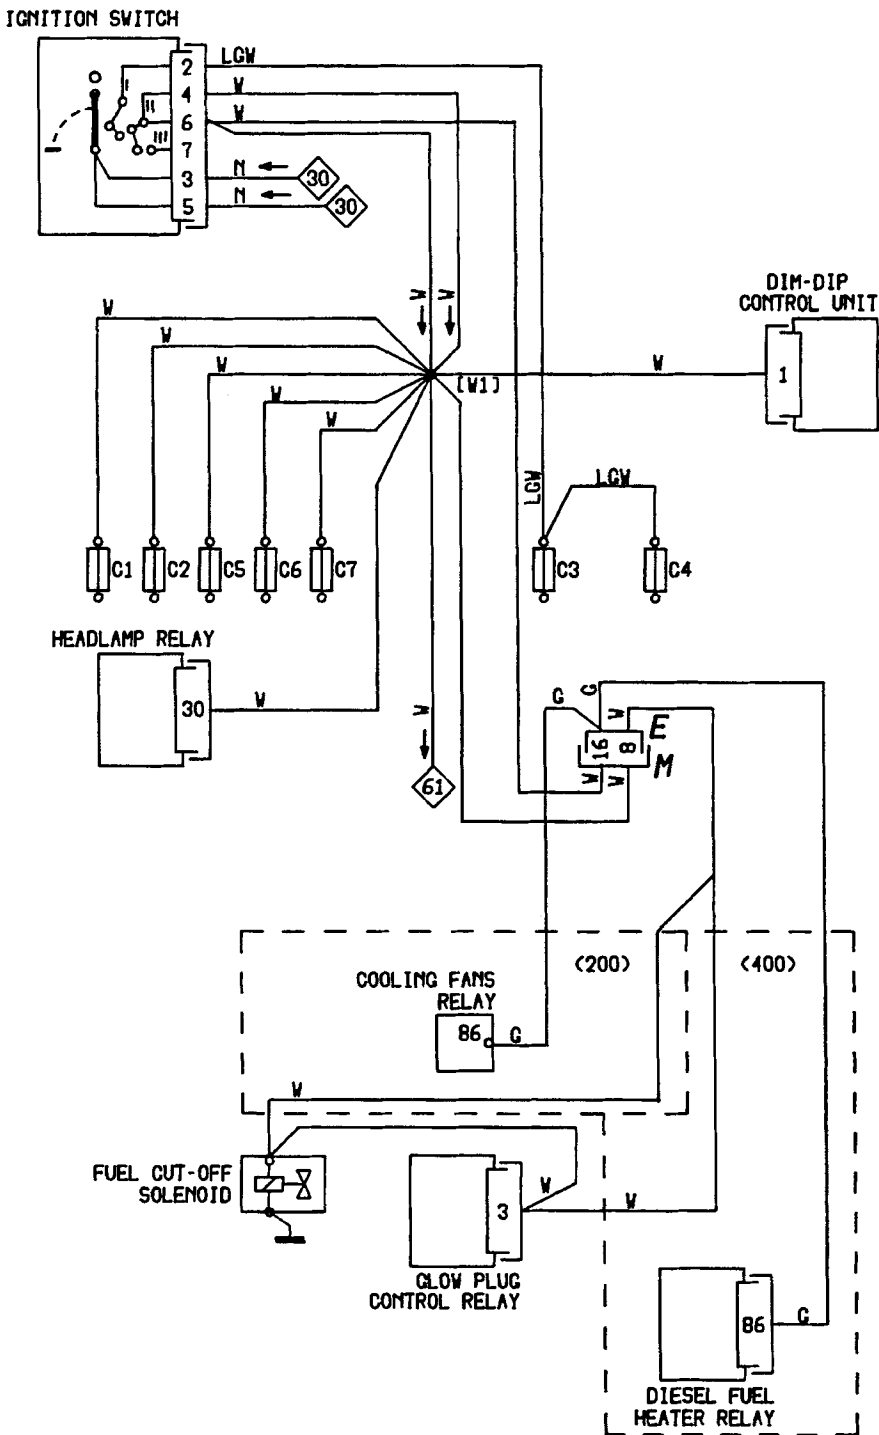 IGNITION SWITCH
LGW
2
I
W
4
II
W
6
III
7
N
30
3
N
30
5
DIM-DIP
CONTROL UNIT
W
W
W
W
W
W
1
W
[W1]
W
W
LGW
LGW
C1
C2
C5
C6
C7
C3
C4
HEADLAMP RELAY
30
W
G
G
W
E
W
16
8
M
W
W
61
<200>
<400>
COOLING FANS
RELAY
86
G
W
FUEL CUT-OFF
SOLENOID
W
W
3
GLOW PLUG
CONTROL RELAY
86
G
DIESEL FUEL
HEATER RELAY